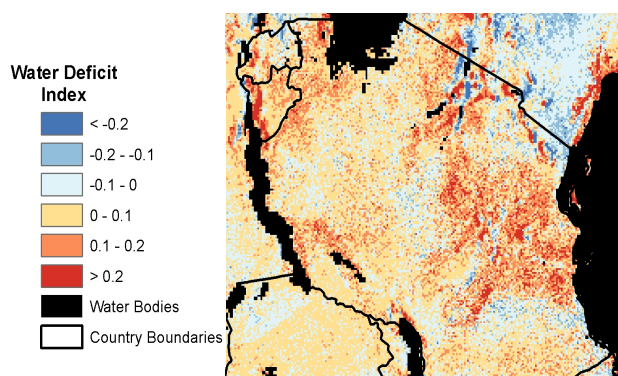 Water Deficit
Index
< -0.2
-0.2 - -0.1
-0.1 - 0
0 - 0.1
0.1 - 0.2
> 0.2
Water Bodies
Country Boundaries